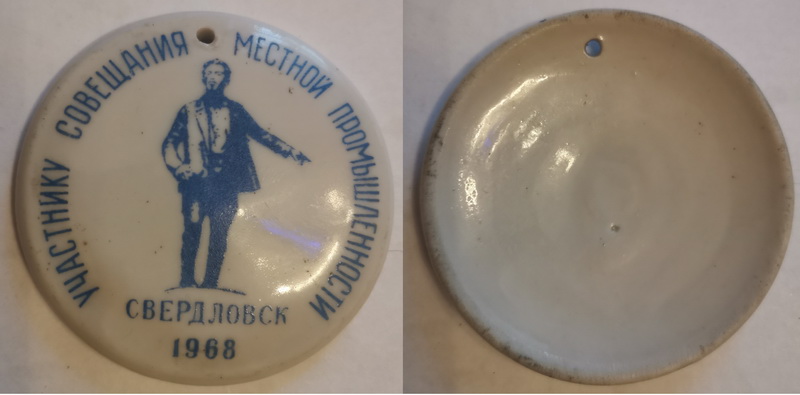 УЧАСТНИКУ СОВЕЩАНИЯ МЕСТНОЙ ПРОМЫШЛЕННОСТИ
СВЕРДЛОВСК
1968